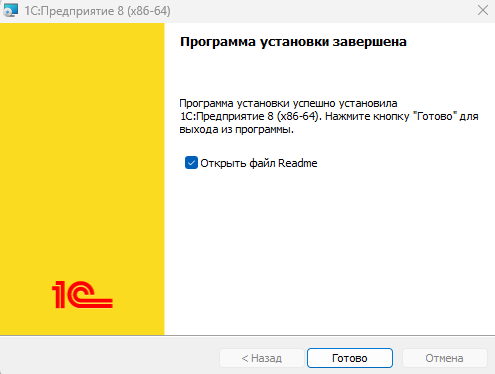 1С:Предприятие 8 (x86-64)
Программа установки завершена
Программа установки успешно установила
1С:Предприятие 8 (x86-64). Нажмите кнопку "Готово" для
выхода из программы.
Открыть файл Readme
1C
< Назад
Готово
Отмена